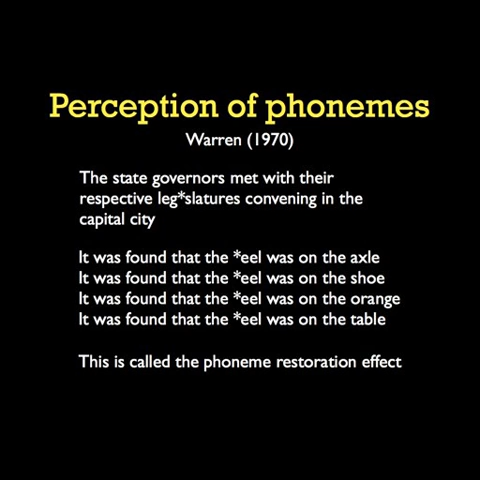 Perception of phonemes
Warren (1970)
The state governors met with their
respective leg*slatures convening in the
capital city
It was found that the *eel was on the axle
It was found that the *eel was on the shoe
It was found that the *eel was on the orange
It was found that the *eel was on the table
This is called the phoneme restoration effect